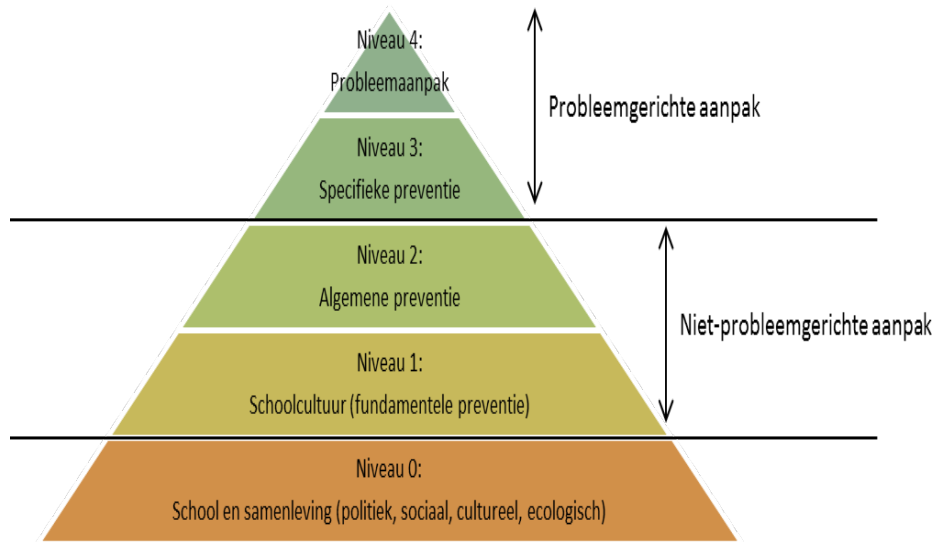 Niveau 4:
Probleemaanpak
Probleemgerichte aanpak
Niveau 3:
Specifieke preventie
Niveau 2:
Algemene preventie
Niet-probleemgerichte aanpak
Niveau 1:
Schoolcultuur (fundamentele preventie)
Niveau 0:
School en samenleving (politiek, sociaal, cultureel, ecologisch)